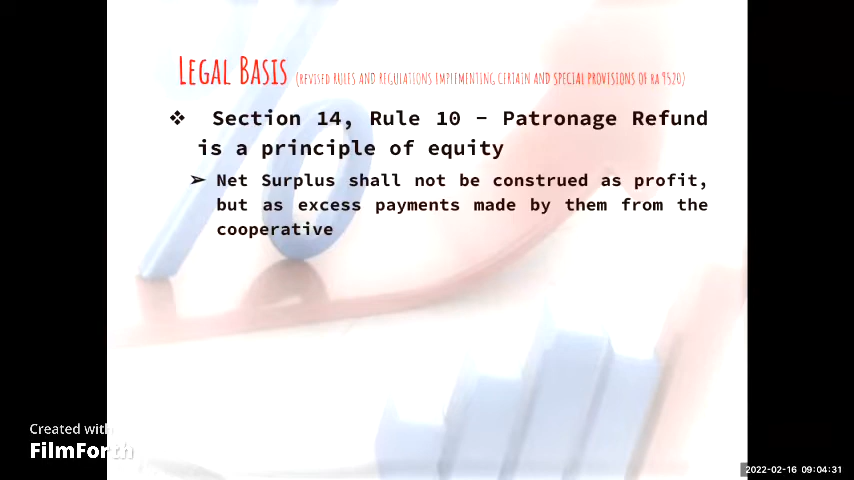 LEGAL BASIS (REVISED RULES AND REGULATIONS IMPLEMENTING CERTAIN AND SPECIAL PROVISIONS OF RA 9520)
❖ Section 14, Rule 10 – Patronage Refund
is a principle of equity
➢ Net Surplus shall not be construed as profit,
but as excess payments made by them from the
cooperative
Created with
FilmForth
2022-02-16 09:04:31